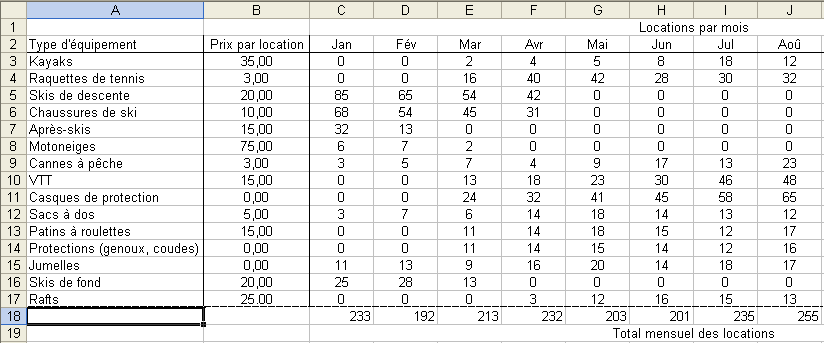 A B C D E F G H I J
1 Locations par mois
2 Type d'équipement Prix par location Jan Fév Mar Avr Mai Jun Jul Aoû
3 Kayaks 35,00 0 0 2 4 5 8 18 12
4 Raquettes de tennis 3,00 0 0 16 40 42 28 30 32
5 Skis de descente 20,00 85 65 54 42 0 0 0 0
6 Chaussures de ski 10,00 68 54 45 31 0 0 0 0
7 Après-skis 15,00 32 13 0 0 0 0 0 0
8 Motoneiges 75,00 6 7 2 0 0 0 0 0
9 Cannes à pêche 3,00 3 5 7 4 9 17 13 23
10 VTT 15,00 0 0 13 18 23 30 46 48
11 Casques de protection 0,00 0 0 24 32 41 45 58 65
12 Sacs à dos 5,00 3 7 6 14 18 14 13 12
13 Patins à roulettes 15,00 0 0 11 14 18 15 12 17
14 Protections (genoux, coudes) 0,00 0 0 11 14 15 14 12 16
15 Jumelles 0,00 11 13 9 16 20 14 18 17
16 Skis de fond 20,00 25 28 13 0 0 0 0 0
17 Rafts 25,00 0 0 0 3 12 16 15 13
18 233 192 213 232 203 201 235 255
19 Total mensuel des locations